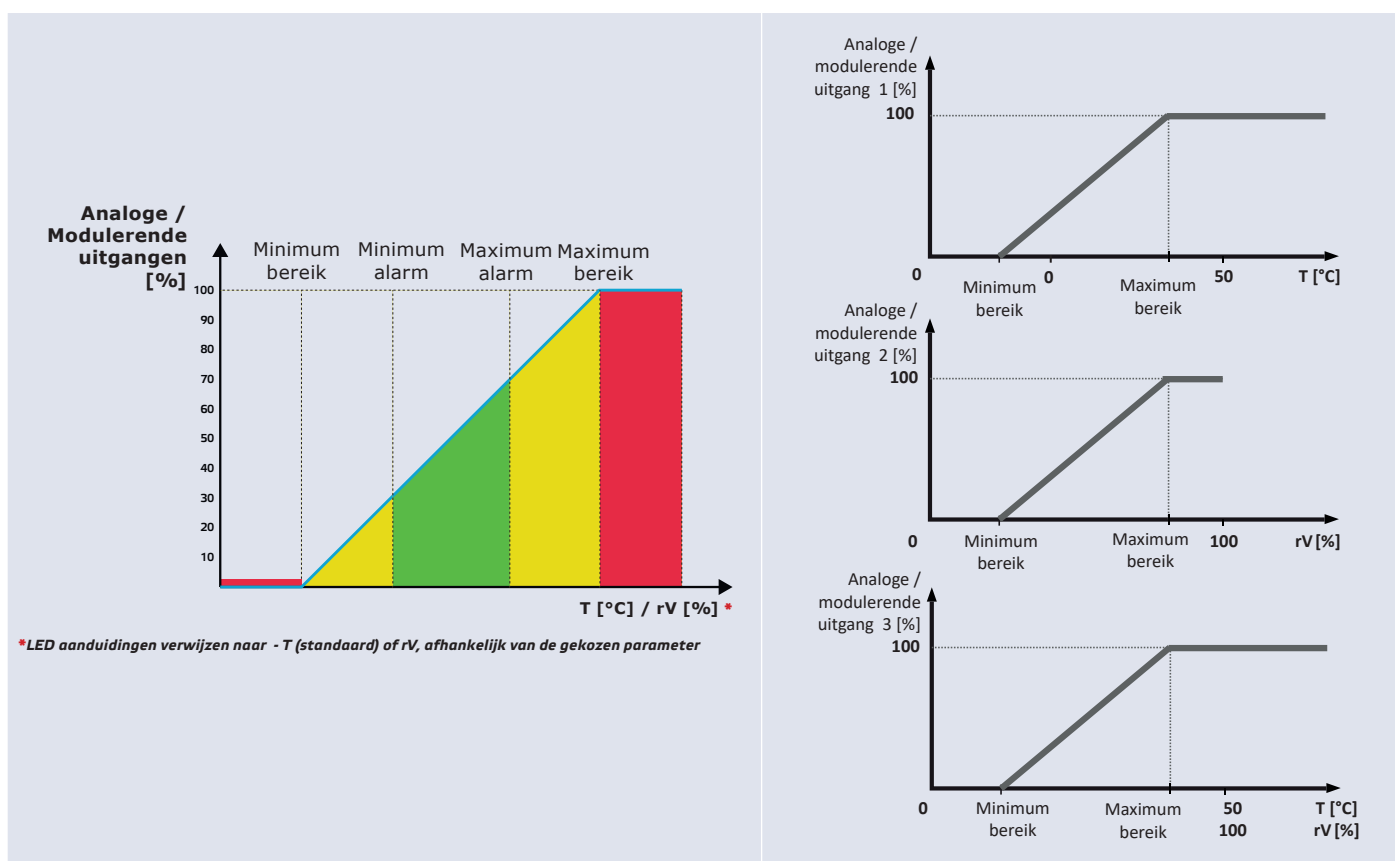 Analoge /
Modulerende
uitgangen
[%]
Minimum
bereik
Minimum
alarm
Maximum
alarm
Maximum
bereik
100
90
80
70
60
50
40
30
20
10
T [°C] / rV [%] *
*LED aanduidingen verwijzen naar - T (standaard) of rV, afhankelijk van de gekozen parameter
Analoge /
modulerende
uitgang 1 [%]
100
0
Minimum
bereik
0
Maximum
bereik
50
T [°C]
Analoge /
modulerende
uitgang 2 [%]
100
0
Minimum
bereik
Maximum
bereik
100
rV [%]
Analoge /
modulerende
uitgang 3 [%]
100
0
Minimum
bereik
Maximum
bereik
50
T [°C]
100
rV [%]